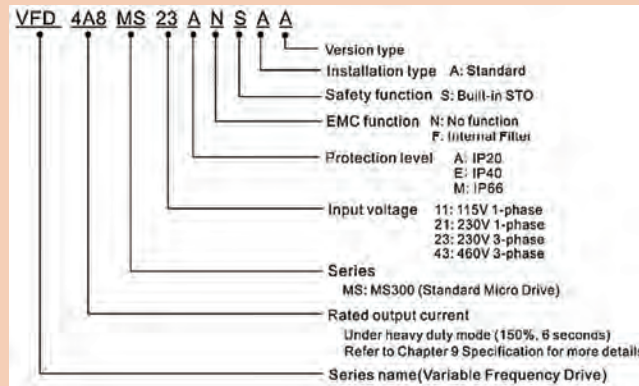 VFD 4A8 MS 23 A N S A A
Version type
Installation type A: Standard
Safety function S: Built-in STO
EMC function N: No function
F: Internal Filter
Protection level A: IP20
E: IP40
M: IP66
Input voltage 11: 115V 1-phase
21: 230V 1-phase
23: 230V 3-phase
43: 460V 3-phase
Series
MS: MS300 (Standard Micro Drive)
Rated output current
Under heavy duty mode (150%, 6 seconds)
Refer to Chapter 9 Specification for more details
Series name(Variable Frequency Drive)